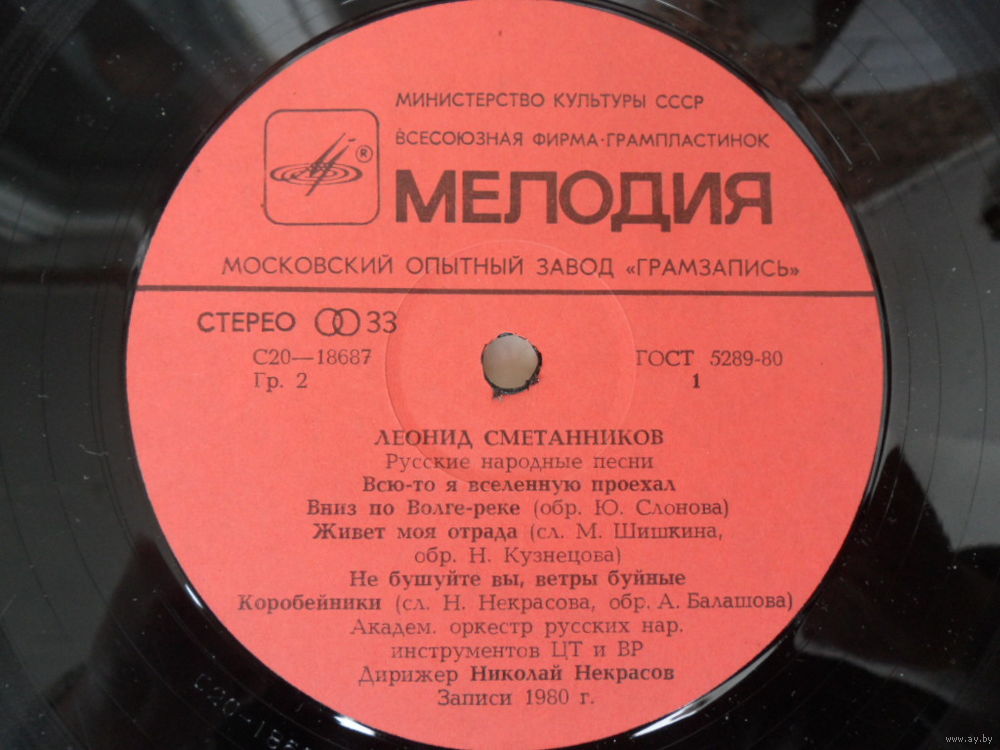 МИНИСТЕРСТВО КУЛЬТУРЫ СССР
ВСЕСОЮЗНАЯ ФИРМА·ГРАМПЛАСТИНОК
®
МЕЛОДИЯ
МОСКОВСКИЙ ОПЫТНЫЙ ЗАВОД «ГРАМЗАПИСЬ»
СТЕРЕО 33
С20—18687
ГОСТ 5289-80
Гр. 2
1
ЛЕОНИД СМЕТАННИКОВ
Русские народные песни
Всю-то я вселенную проехал
Вниз по Волге-реке (обр. Ю. Слонова)
Живет моя отрада (сл. М. Шишкина,
обр. Н. Кузнецова)
Не бушуйте вы, ветры буйные
Коробейники (сл. Н. Некрасова, обр. А. Балашова)
Академ. оркестр русских нар.
инструментов ЦТ и ВР
Дирижер Николай Некрасов
Записи 1980 г.
www.ay.by